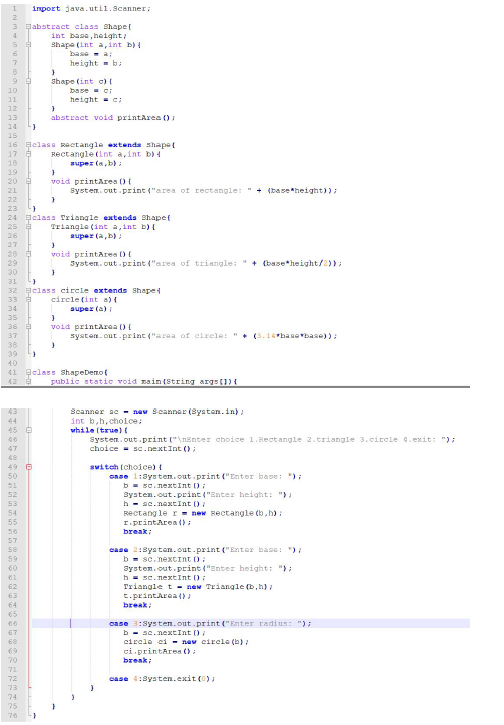 1 import java.util.Scanner;
2
3 abstract class Shape{
4 int base,height;
5 Shape(int a,int b){
6 base = a;
7 height = b;
8 }
9 Shape(int c){
10 base = c;
11 height = c;
12 }
13 abstract void printArea();
14 }
15
16 class Rectangle extends Shape{
17 Rectangle(int a,int b){
18 super(a,b);
19 }
20 void printArea(){
21 System.out.print("area of rectangle: " + (base*height));
22 }
23 }
24 class Triangle extends Shape{
25 Triangle(int a,int b){
26 super(a,b);
27 }
28 void printArea(){
29 System.out.print("area of triangle: " + (base*height/2));
30 }
31 }
32 class circle extends Shape{
33 circle(int a){
34 super(a);
35 }
36 void printArea(){
37 System.out.print("area of circle: " + (3.14*base*base));
38 }
39 }
40
41 class ShapeDemo{
42 public static void main(String args[]){
43 Scanner sc = new Scanner(System.in);
44 int b,h,choice;
45 while(true){
46 System.out.print("\nEnter choice 1.Rectangle 2.triangle 3.circle 4.exit: ");
47 choice = sc.nextInt();
48
49 switch(choice){
50 case 1:System.out.print("Enter base: ");
51 b = sc.nextInt();
52 System.out.print("Enter height: ");
53 h = sc.nextInt();
54 Rectangle r = new Rectangle(b,h);
55 r.printArea();
56 break;
57
58 case 2:System.out.print("Enter base: ");
59 b = sc.nextInt();
60 System.out.print("Enter height: ");
61 h = sc.nextInt();
62 Triangle t = new Triangle(b,h);
63 t.printArea();
64 break;
65
66 case 3:System.out.print("Enter radius: ");
67 b = sc.nextInt();
68 circle ci = new circle(b);
69 ci.printArea();
70 break;
71
72 case 4:System.exit(0);
73 }
74 }
75 }
76 }